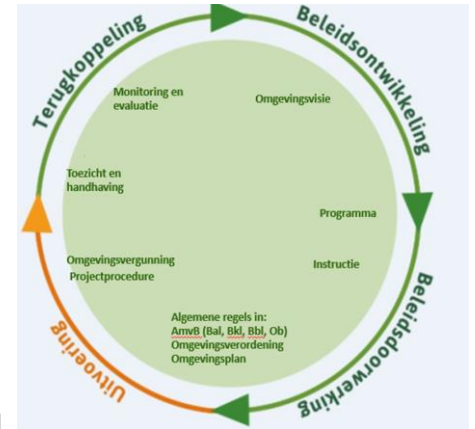 Beleidsontwikkeling
Terugkoppeling
Monitoring en
evaluatie
Omgevingsvisie
Toezicht en
handhaving
Programma
Omgevingsvergunning
Projectprocedure
Instructie
Algemene regels in:
AmvB (Bal, Bkl, Bbl, Ob)
Omgevingsverordening
Omgevingsplan
Beleidsdoorwerking
Uitvoering